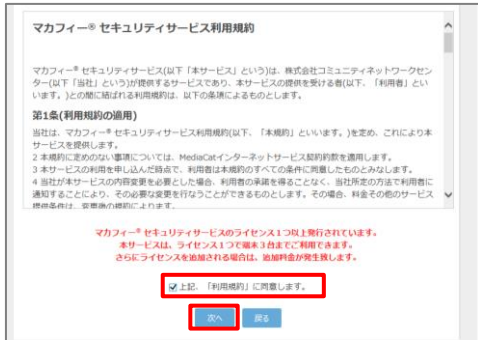 マカフィー® セキュリティサービス利用規約
マカフィー® セキュリティサービス(以下「本サービス」という)は、株式会社コミュニティネットワークセン
ター(以下「当社」という)が提供するサービスであり、本サービスの提供を受ける者(以下、「利用者」とい
います。)との間に結ばれる利用規約は、以下の条項によるものとします。
第1条(利用規約の適用)
当社は、マカフィー® セキュリティサービス利用規約(以下、「本規約」といいます。)を定め、これにより本
サービスを提供します。
2 本規約に定めのない事項については、MediaCatインターネットサービス契約約款を適用します。
3 本サービスの利用を申し込んだ時点で、利用者は本規約のすべての条件に同意したものとみなします。
4 当社が本サービスの内容変更を必要とした場合、利用者の承諾を得ることなく、当社所定の方法で利用者に
通知することにより、その必要な変更を行なうことができるものとします。その場合、料金その他のサービス
提供条件は、変更後の規約によります。
マカフィー® セキュリティサービスのライセンス1つ以上発行されています。
本サービスは、ライセンス1つで端末3台までご利用できます。
さらにライセンスを追加される場合は、追加料金が発生致します。
上記、「利用規約」に同意します。
次へ 戻る